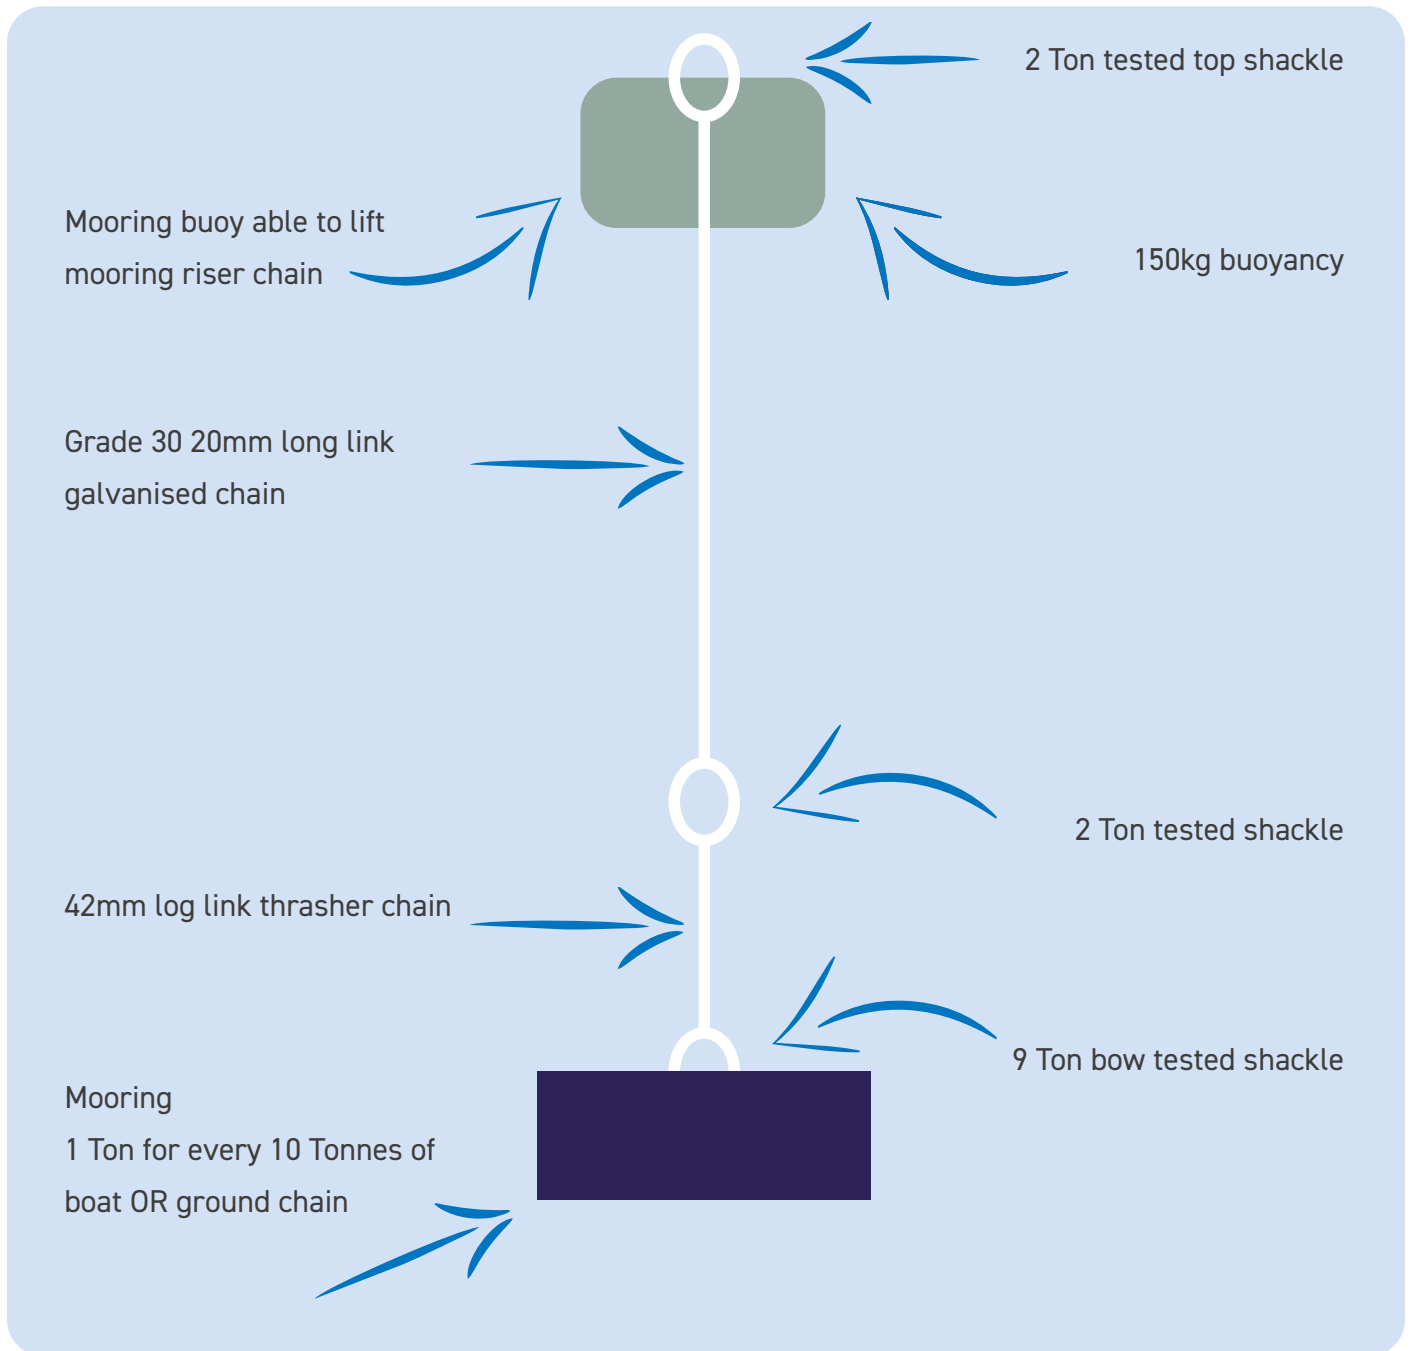 2 Ton tested top shackle
Mooring buoy able to lift
mooring riser chain
150kg buoyancy
Grade 30 20mm long link
galvanised chain
2 Ton tested shackle
42mm log link thrasher chain
9 Ton bow tested shackle
Mooring
1 Ton for every 10 Tonnes of
boat OR ground chain